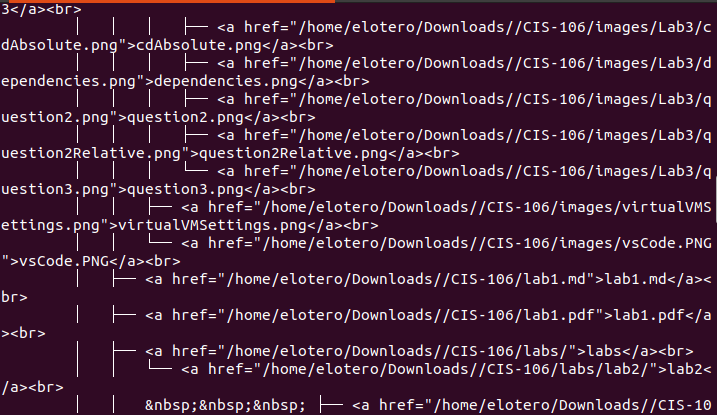 3</a><br>
│   │   │   ├── <a href="/home/elotero/Downloads//CIS-106/images/Lab3/c
dAbsolute.png">cdAbsolute.png</a><br>
│   │   │   ├── <a href="/home/elotero/Downloads//CIS-106/images/Lab3/d
ependencies.png">dependencies.png</a><br>
│   │   │   ├── <a href="/home/elotero/Downloads//CIS-106/images/Lab3/q
uestion2.png">question2.png</a><br>
│   │   │   ├── <a href="/home/elotero/Downloads//CIS-106/images/Lab3/q
uestion2Relative.png">question2Relative.png</a><br>
│   │   │   └── <a href="/home/elotero/Downloads//CIS-106/images/Lab3/q
uestion3.png">question3.png</a><br>
│   │   ├── <a href="/home/elotero/Downloads//CIS-106/images/virtualVMS
ettings.png">virtualVMSettings.png</a><br>
│   │   └── <a href="/home/elotero/Downloads//CIS-106/images/vsCode.PNG
">vsCode.PNG</a><br>
│   ├── <a href="/home/elotero/Downloads//CIS-106/lab1.md">lab1.md</a><
br>
│   ├── <a href="/home/elotero/Downloads//CIS-106/lab1.pdf">lab1.pdf</a
><br>
│   ├── <a href="/home/elotero/Downloads//CIS-106/labs/">labs</a><br>
│   │   └── <a href="/home/elotero/Downloads//CIS-106/labs/lab2/">lab2<
/a><br>
│   │   &nbsp;&nbsp;&nbsp; ├── <a href="/home/elotero/Downloads//CIS-10